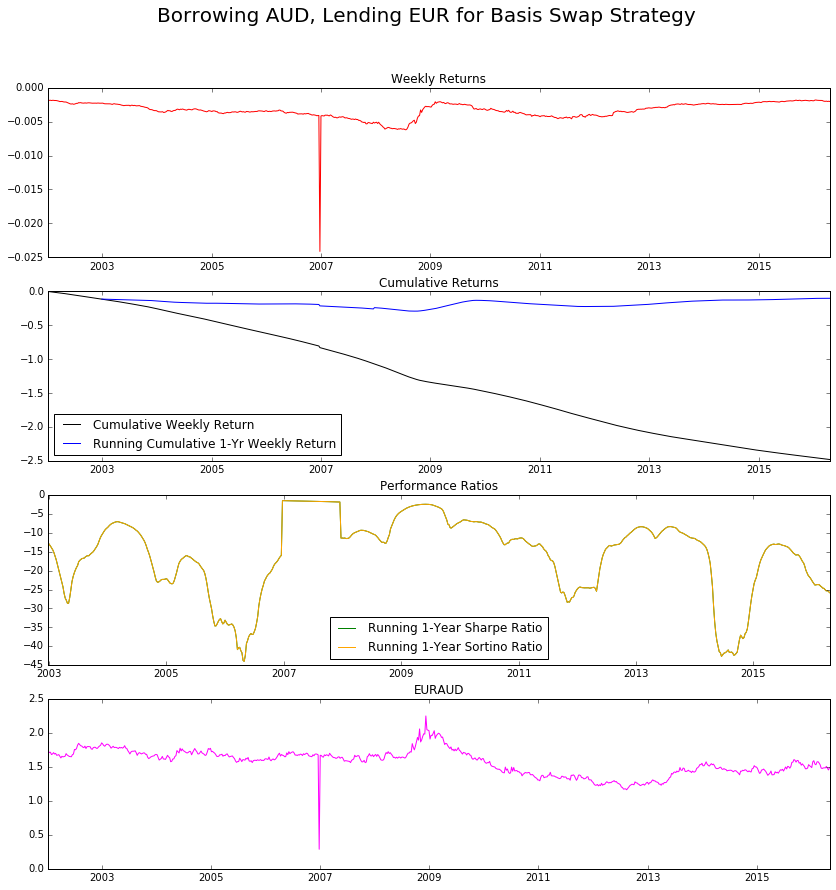 Borrowing AUD, Lending EUR for Basis Swap Strategy
Weekly Returns
0.000
−0.005
−0.010
−0.015
−0.020
−0.025
2003 2005 2007 2009 2011 2013 2015
Cumulative Returns
0.0
−0.5
−1.0
−1.5
−2.0
−2.5
Cumulative Weekly Return
Running Cumulative 1-Yr Weekly Return
2003 2005 2007 2009 2011 2013 2015
Performance Ratios
0
−5
−10
−15
−20
−25
−30
−35
−40
−45
Running 1-Year Sharpe Ratio
Running 1-Year Sortino Ratio
2003 2005 2007 2009 2011 2013 2015
EURAUD
2.5
2.0
1.5
1.0
0.5
0.0
2003 2005 2007 2009 2011 2013 2015